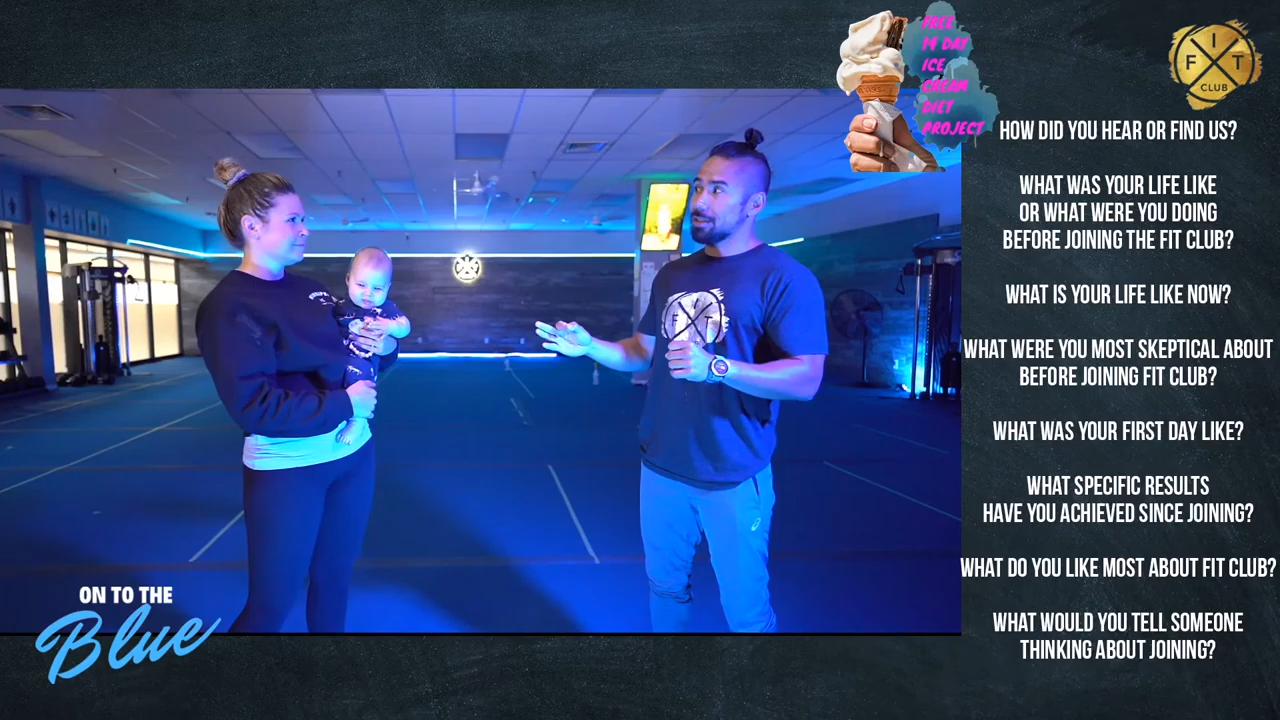 FREE
14 DAY
ICE
CREAM
DIET
PROJECT
I
F T
CLUB
HOW DID YOU HEAR OR FIND US?
WHAT WAS YOUR LIFE LIKE
OR WHAT WERE YOU DOING
BEFORE JOINING THE FIT CLUB?
WHAT IS YOUR LIFE LIKE NOW?
WHAT WERE YOU MOST SKEPTICAL ABOUT
BEFORE JOINING FIT CLUB?
WHAT WAS YOUR FIRST DAY LIKE?
WHAT SPECIFIC RESULTS
HAVE YOU ACHIEVED SINCE JOINING?
WHAT DO YOU LIKE MOST ABOUT FIT CLUB?
WHAT WOULD YOU TELL SOMEONE
THINKING ABOUT JOINING?
F T
ON TO THE
Blue